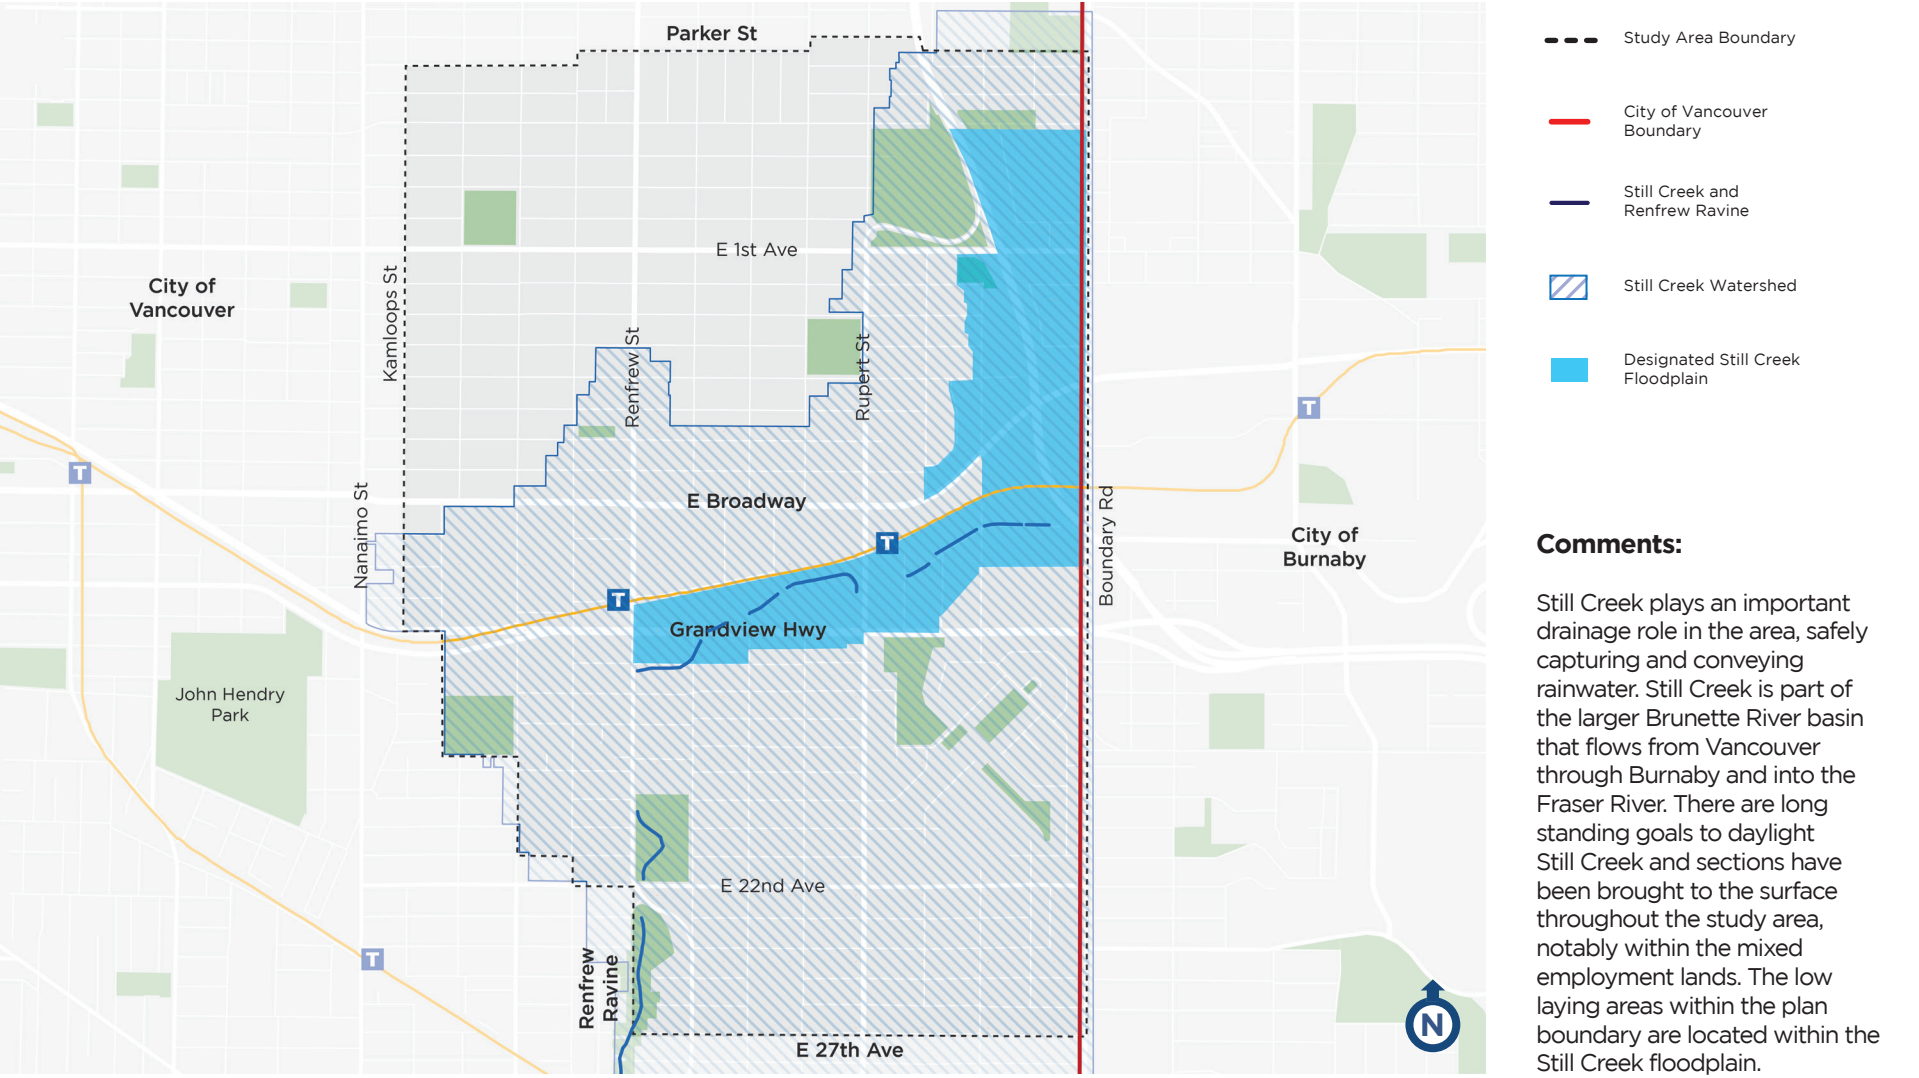 Parker St
E 1st Ave
City of
Vancouver
Kamloops St
Renfrew St
Rupert St
T
T
Nanaimo St
E Broadway
T
Boundary Rd
City of
Burnaby
T
Grandview Hwy
John Hendry
Park
E 22nd Ave
T
Renfrew
Ravine
E 27th Ave
N
Study Area Boundary
City of Vancouver
Boundary
Still Creek and
Renfrew Ravine
Still Creek Watershed
Designated Still Creek
Floodplain
Comments:
Still Creek plays an important
drainage role in the area, safely
capturing and conveying
rainwater. Still Creek is part of
the larger Brunette River basin
that flows from Vancouver
through Burnaby and into the
Fraser River. There are long
standing goals to daylight
Still Creek and sections have
been brought to the surface
throughout the study area,
notably within the mixed
employment lands. The low
laying areas within the plan
boundary are located within the
Still Creek floodplain.